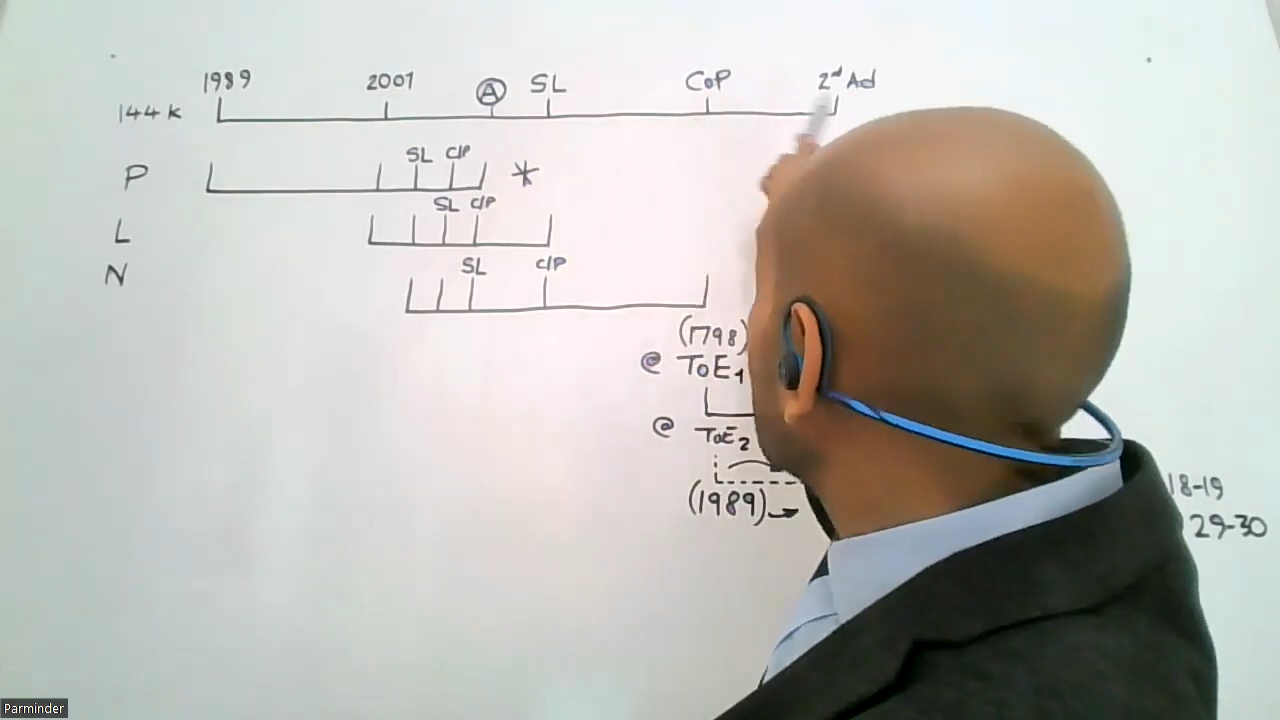 1989 2001 A SL CoP 2nd Ad
144 K
SL C/P
P *
SL C/P
L
SL C/P
N
(1798)
@ ToE1
@ ToE2
(1989) 18-19
29-30
Parminder